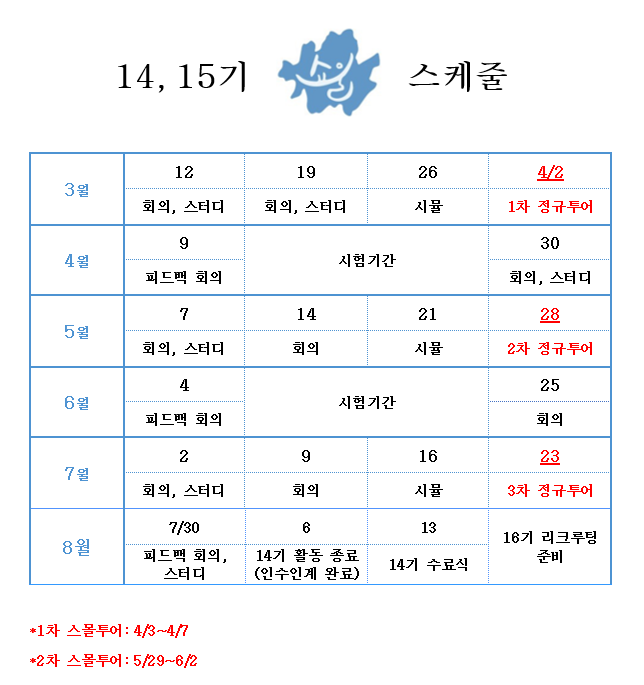 14, 15기 스케줄
3월
12
19
26
4/2
회의, 스터디
회의, 스터디
시뮬
1차 정규투어
4월
9
시험기간
30
피드백 회의
회의, 스터디
5월
7
14
21
28
회의, 스터디
회의
시뮬
2차 정규투어
6월
4
시험기간
25
피드백 회의
회의
7월
2
9
16
23
회의, 스터디
회의
시뮬
3차 정규투어
8월
7/30
6
13
16기 리크루팅
준비
피드백 회의,
스터디
14기 활동 종료
(인수인계 완료)
14기 수료식
*1차 스몰투어: 4/3~4/7
*2차 스몰투어: 5/29~6/2